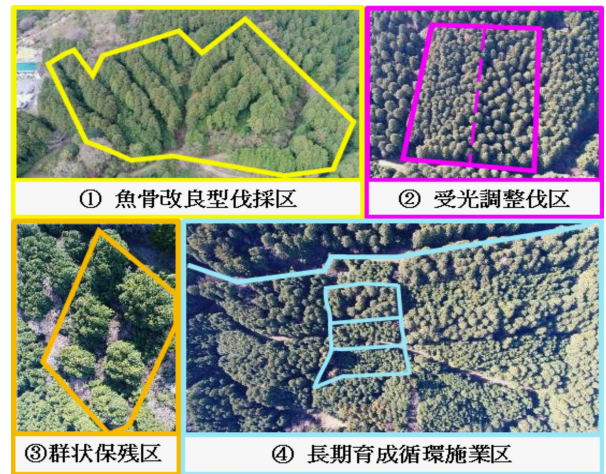 ① 魚骨改良型伐採区
② 受光調整伐区
③群状保残区
④ 長期育成循環施業区